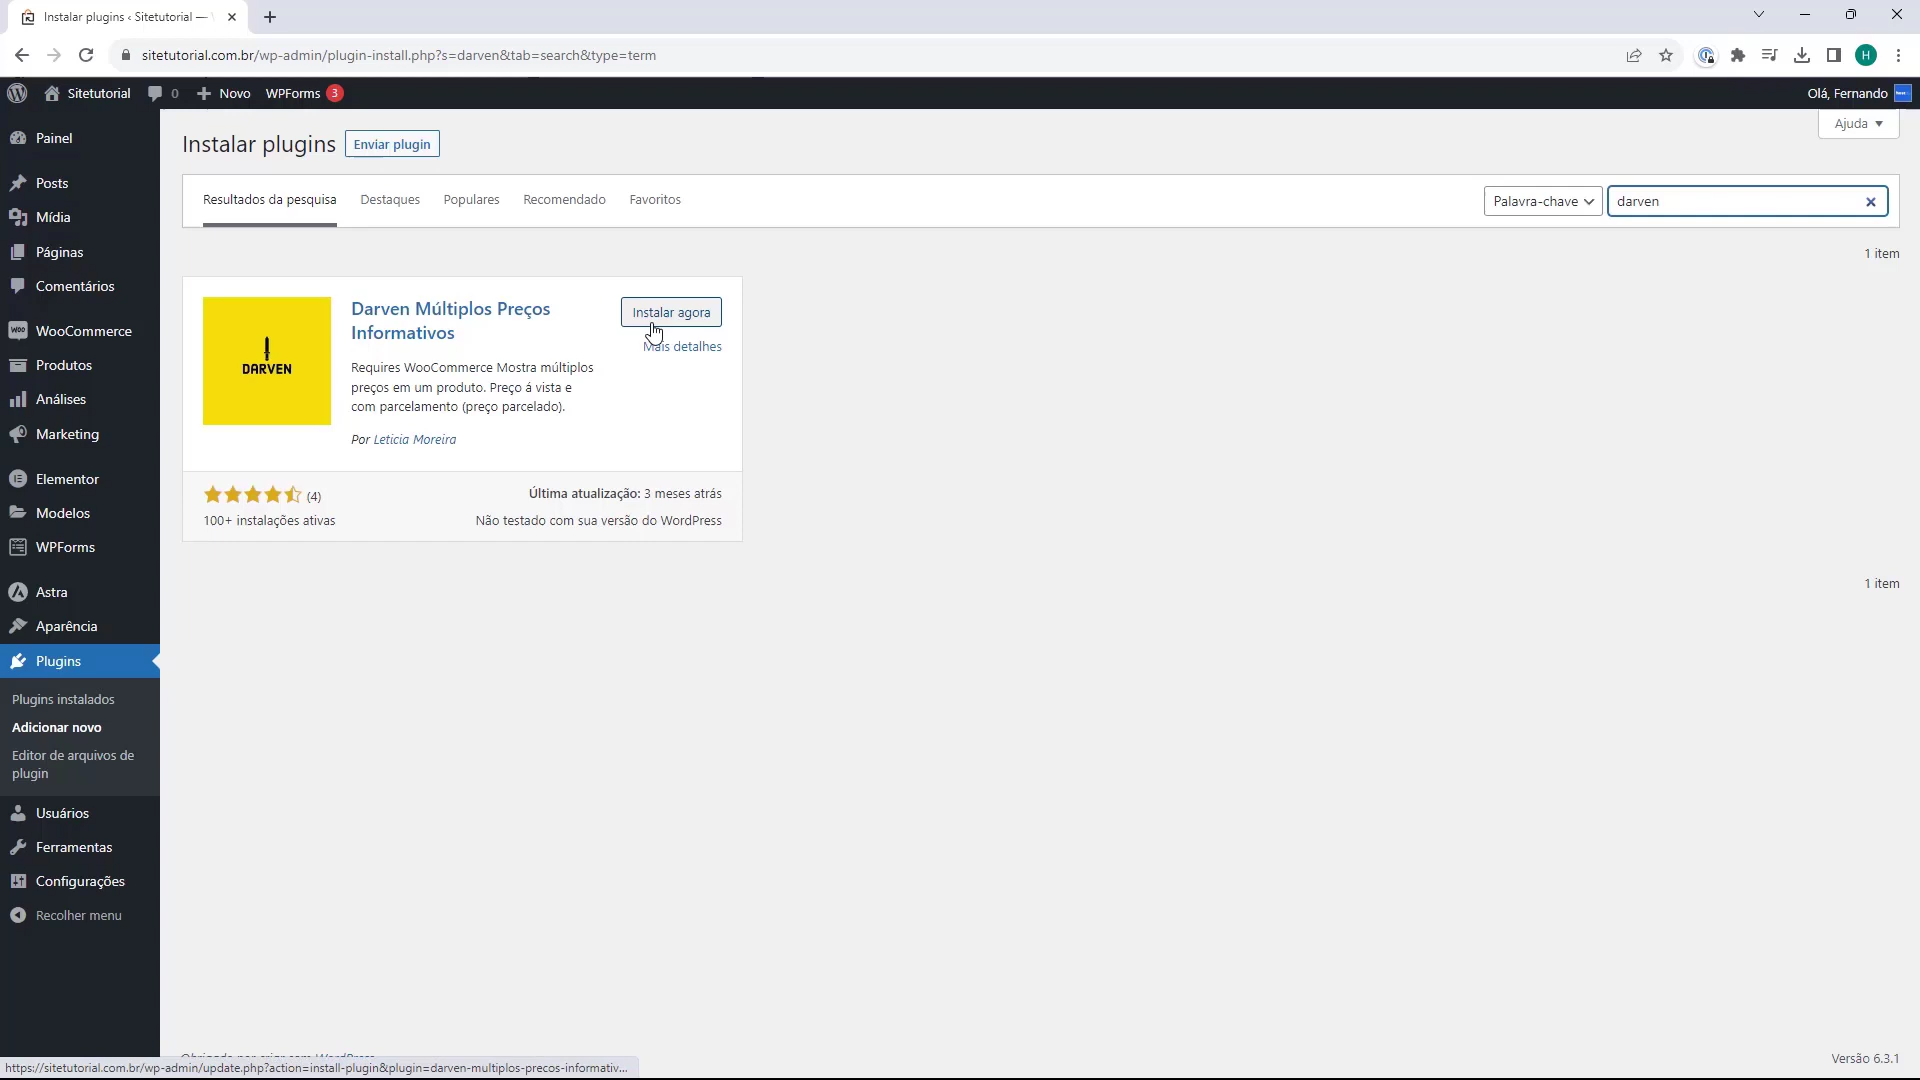 Instalar plugins ‹ Sitetutorial —
sitetutorial.com.br/wp-admin/plugin-install.php?s=darven&tab=search&type=term
H
Sitetutorial
0
Novo
WPForms 3
Olá, Fernando
Ajuda
Painel
Posts
Mídia
Páginas
Comentários
WooCommerce
Produtos
Análises
Marketing
Elementor
Modelos
WPForms
Astra
Aparência
Plugins
Plugins instalados
Adicionar novo
Editor de arquivos de
plugin
Usuários
Ferramentas
Configurações
Recolher menu
Instalar plugins
Enviar plugin
Resultados da pesquisa
Destaques
Populares
Recomendado
Favoritos
Palavra-chave
darven
1 item
DARVEN
Darven Múltiplos Preços
Informativos
Instalar agora
Mais detalhes
Requires WooCommerce Mostra múltiplos
preços em um produto. Preço á vista e
com parcelamento (preço parcelado).
Por Leticia Moreira
(4)
100+ instalações ativas
Última atualização: 3 meses atrás
Não testado com sua versão do WordPress
1 item
Obrigado por criar com WordPress.
Versão 6.3.1
https://sitetutorial.com.br/wp-admin/update.php?action=install-plugin&plugin=darven-multiplos-precos-informativ...